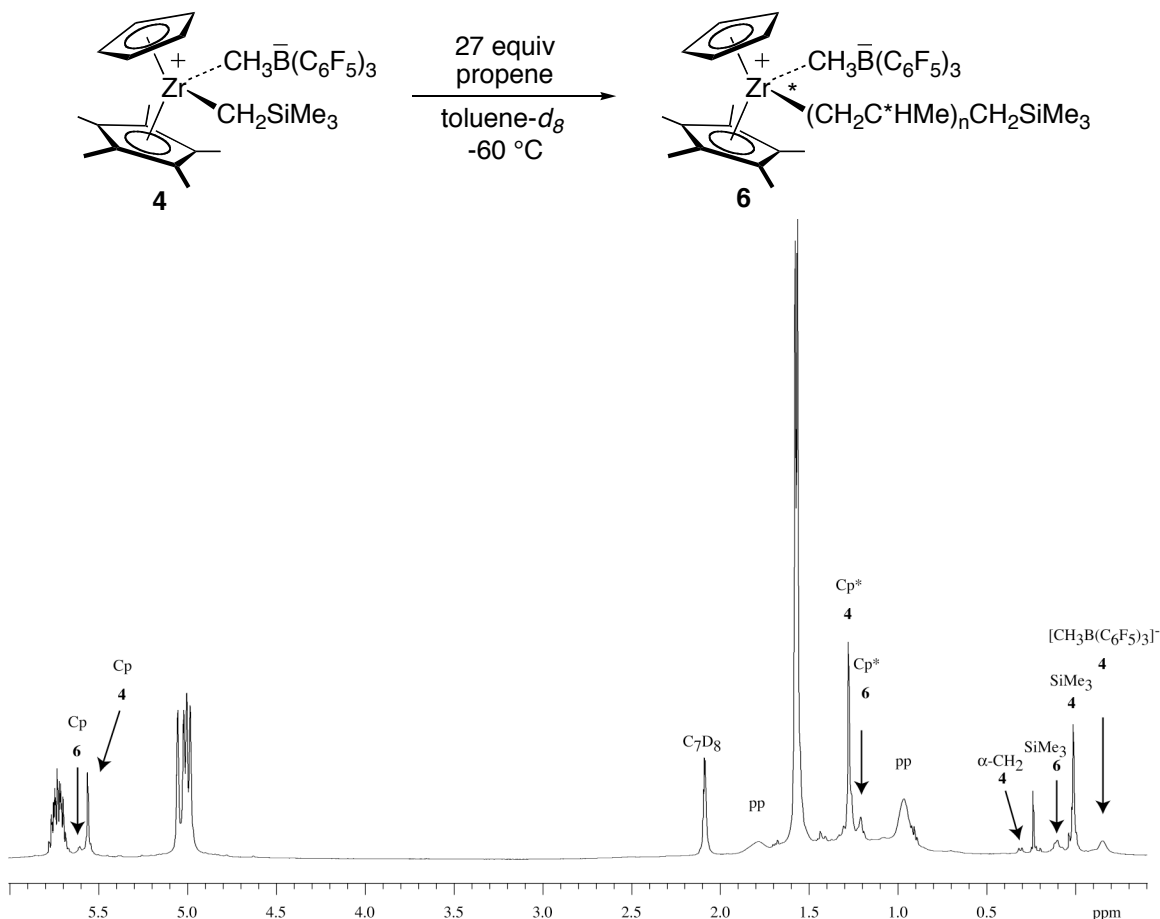 +
Zr
CH3B̄(C6F5)3
CH2SiMe3
4
27 equiv
propene
toluene-d8
-60 °C
+
Zr
*
CH3B̄(C6F5)3
(CH2C*HMe)nCH2SiMe3
6
Cp
4
Cp
6
C7D8
pp
Cp*
4
Cp*
6
pp
α-CH2
4
SiMe3
6
SiMe3
4
[CH3B(C6F5)3]-
4
5.5 5.0 4.5 4.0 3.5 3.0 2.5 2.0 1.5 1.0 0.5 ppm